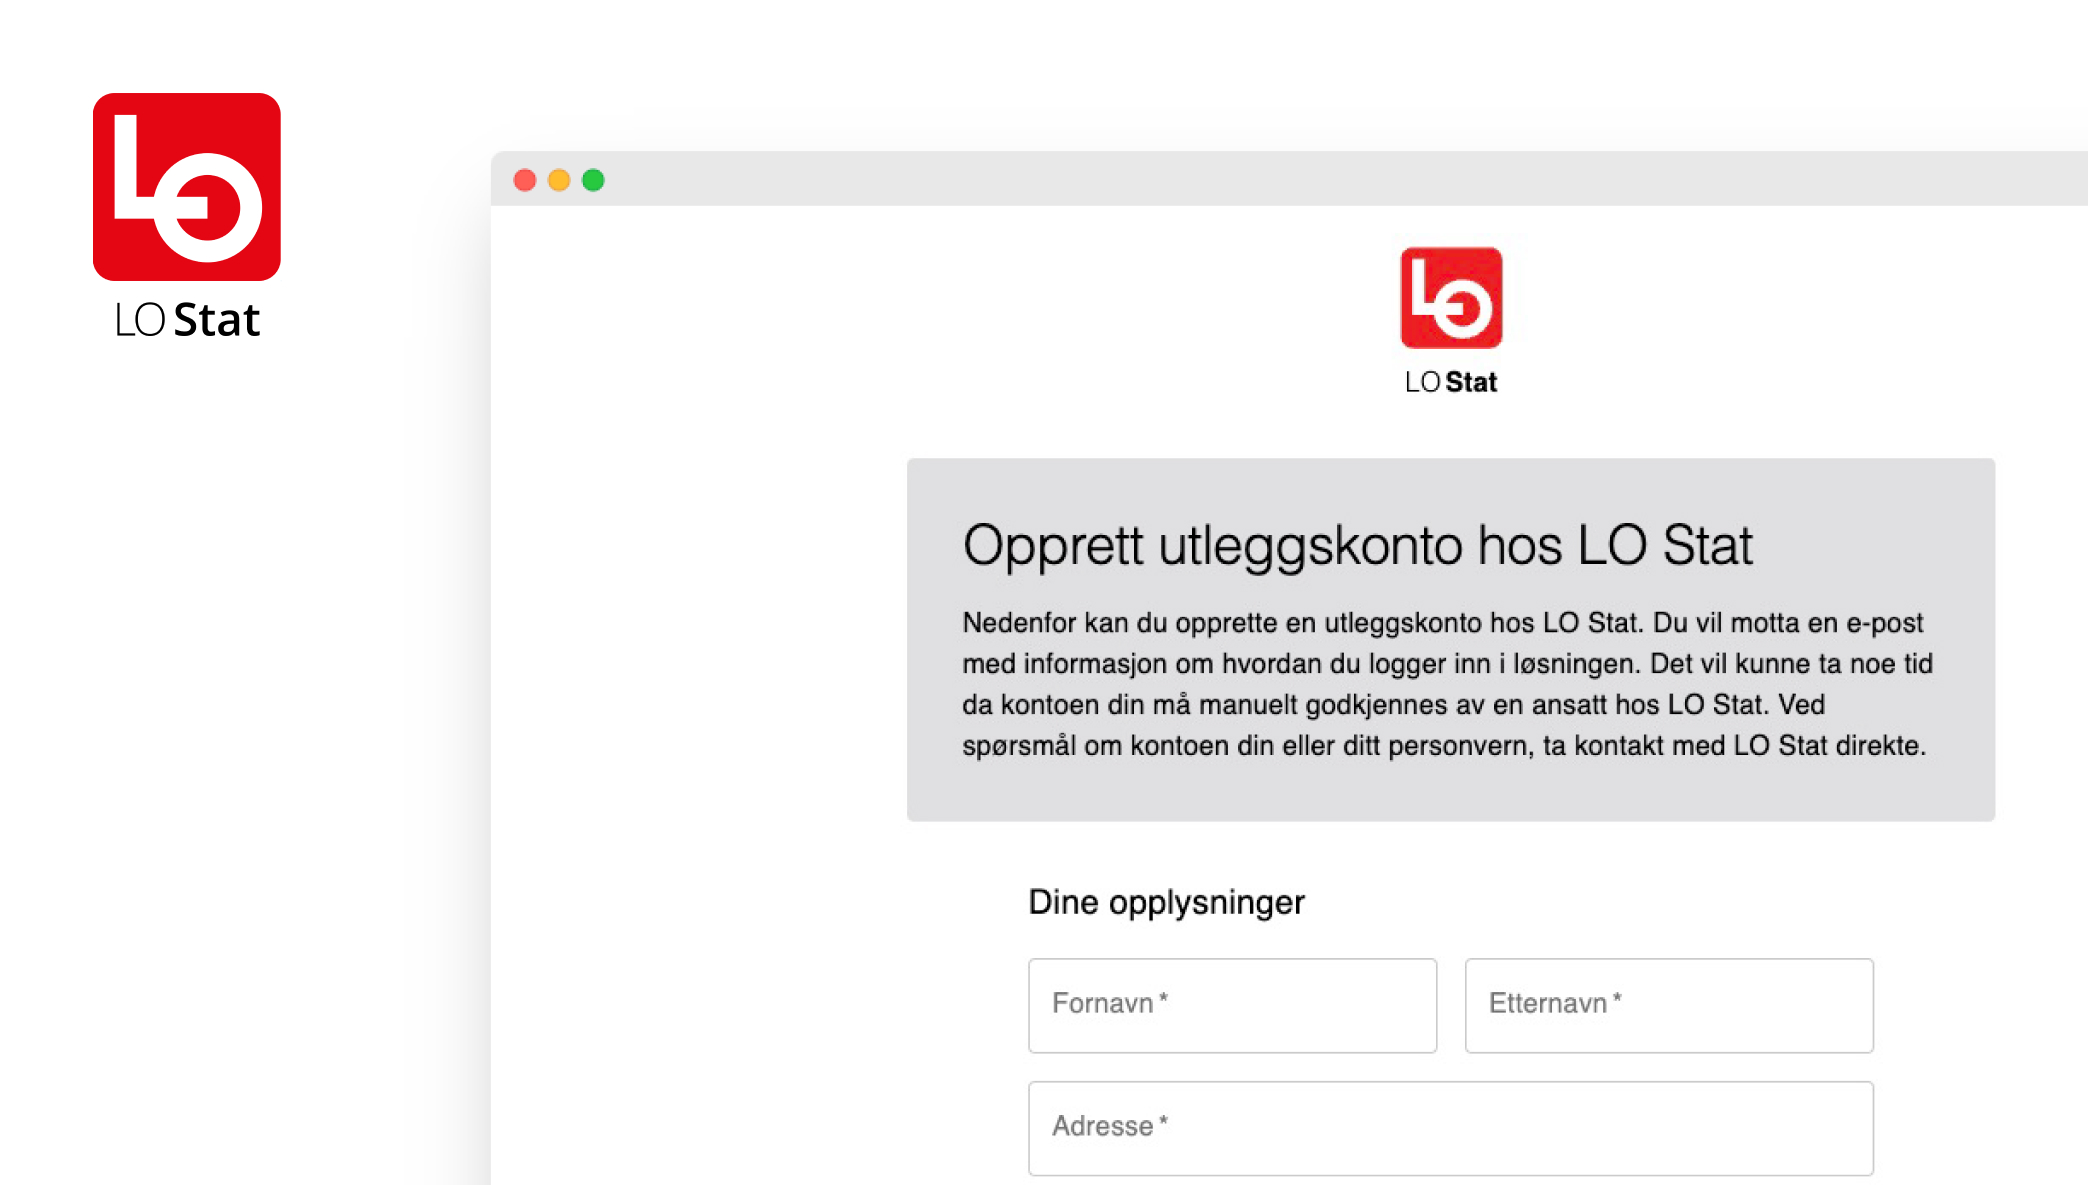 LO
LO Stat
LO
LO Stat
Opprett utleggskonto hos LO Stat
Nedenfor kan du opprette en utleggskonto hos LO Stat. Du vil motta en e-post
med informasjon om hvordan du logger inn i løsningen. Det vil kunne ta noe tid
da kontoen din må manuelt godkjennes av en ansatt hos LO Stat. Ved
spørsmål om kontoen din eller ditt personvern, ta kontakt med LO Stat direkte.
Dine opplysninger
Fornavn *
Etternavn *
Adresse *